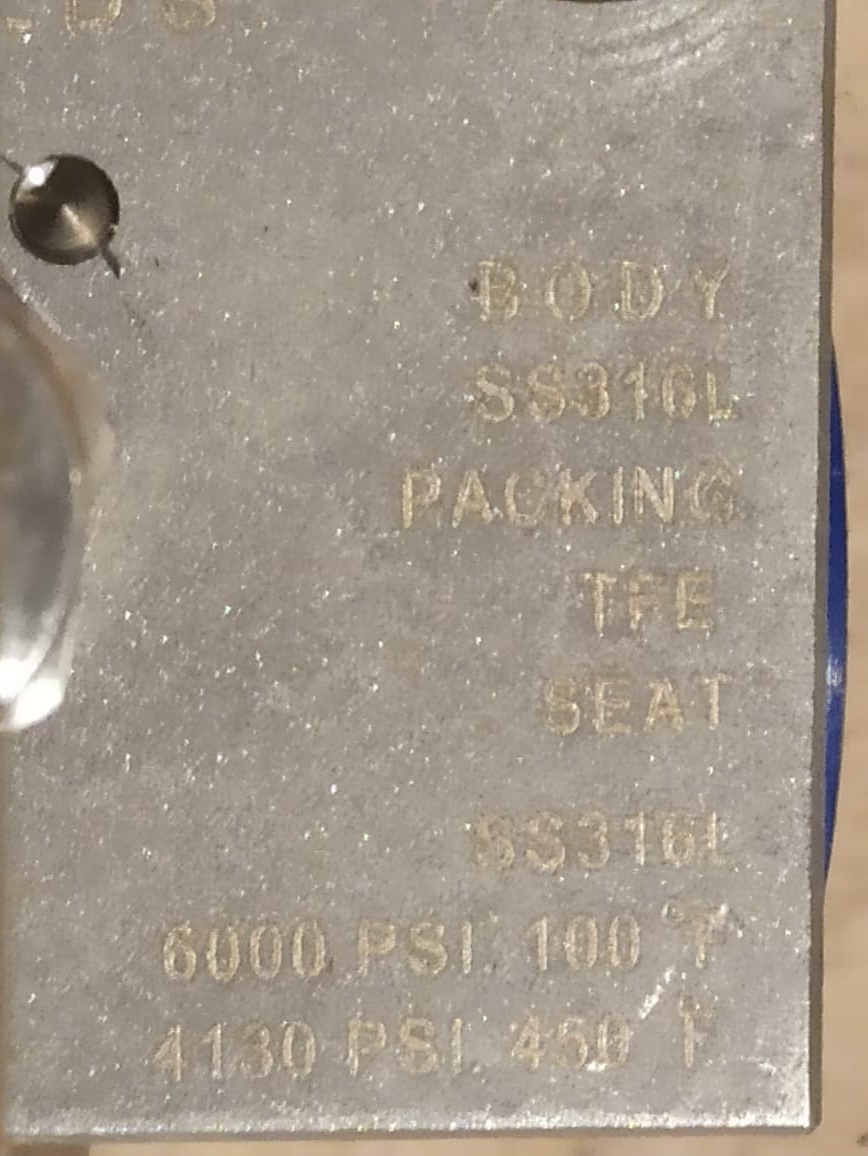 BODY
SS316L
PACKING
TFE
SEAT
SS316L
6000 PSI 100 °F
4130 PSI 450 °F